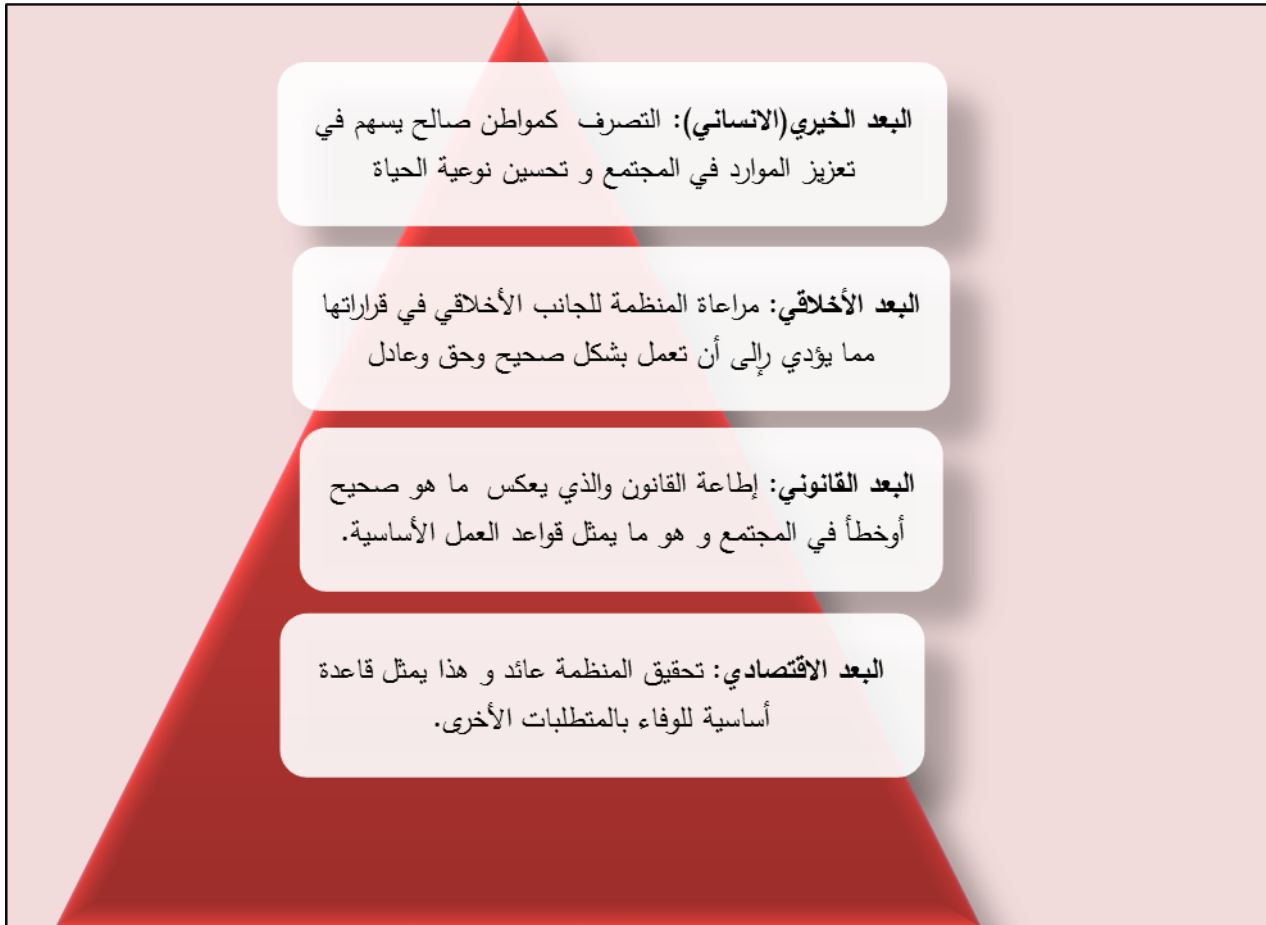 البعد الخيري(الانساني): التصرف كمواطن صالح يسهم في
تعزيز الموارد في المجتمع و تحسين نوعية الحياة
البعد الأخلاقي: مراعاة المنظمة للجانب الأخلاقي في قراراتها
مما يؤدي رإلى أن تعمل بشكل صحيح وحق وعادل
البعد القانوني: إطاعة القانون والذي يعكس ما هو صحيح
أوخطأ في المجتمع و هو ما يمثل قواعد العمل الأساسية.
البعد الاقتصادي: تحقيق المنظمة عائد و هذا يمثل قاعدة
أساسية للوفاء بالمتطلبات الأخرى.